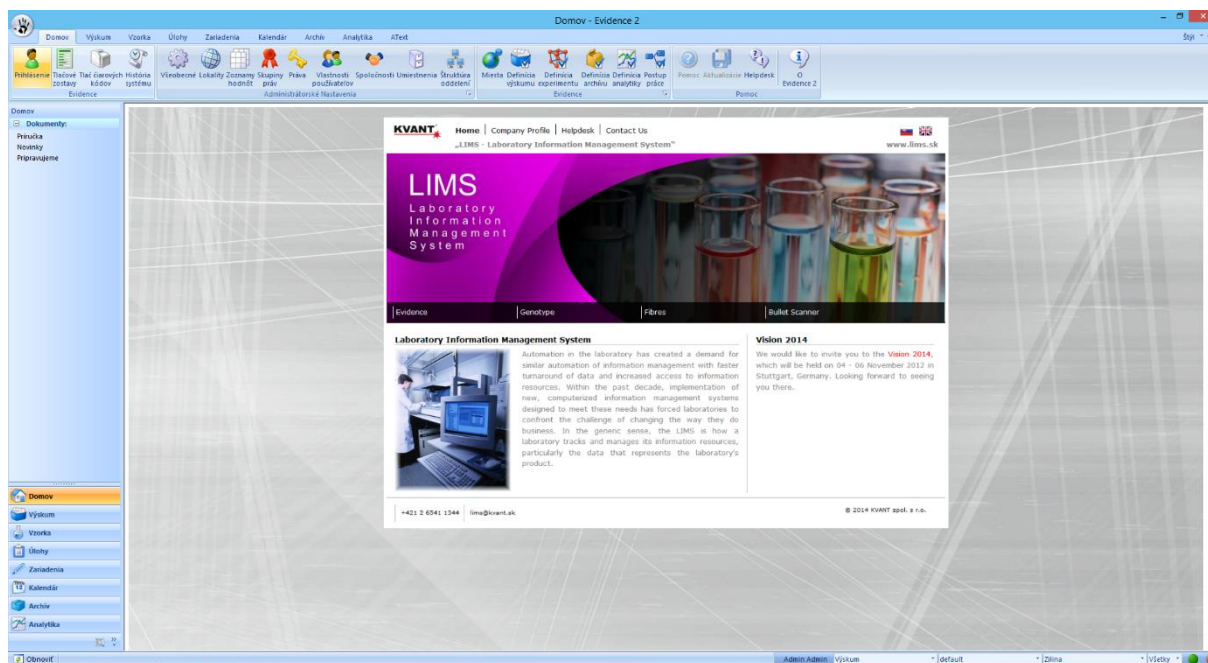 Domov - Evidence 2
Domov Výskum Vzorka Úlohy Zariadenia Kalendár Archív Analytika AText
Štýl
Prihlásenie Tlačové zostavy Tlač čiarových kódov História systému
Všeobecné Lokality Zoznamy hodnôt Skupiny práv Práva Vlastnosti používateľov Spoločnosti Umiestnenia Štruktúra oddelení
Miesta Definícia výskumu Definícia experimentu Definícia archívu Definícia analytiky Postup práce
Pomoc Aktualizácie Helpdesk O Evidence 2
Evidence Administrátorské Nastavenia Evidence Pomoc
Domov
Dokumenty:
Príručka
Novinky
Pripravujeme
KVANT Home | Company Profile | Helpdesk | Contact Us
„LIMS - Laboratory Information Management System“ www.lims.sk
LIMS
Laboratory
Information
Management
System
Evidence Genotype Fibres Bullet Scanner
Laboratory Information Management System
Automation in the laboratory has created a demand for
similar automation of information management with faster
turnaround of data and increased access to information
resources. Within the past decade, implementation of
new, computerized information management systems
designed to meet these needs has forced laboratories to
confront the challenge of changing the way they do
business. In the generic sense, the LIMS is how a
laboratory tracks and manages its information resources,
particularly the data that represents the laboratory's
product.
Vision 2014
We would like to invite you to the Vision 2014,
which will be held on 04 - 06 November 2012 in
Stuttgart, Germany. Looking forward to seeing
you there.
+421 2 6541 1344 lims@kvant.sk © 2014 KVANT spol. s r.o.
Domov
Výskum
Vzorka
Úlohy
Zariadenia
Kalendár
Archív
Analytika
Obnoviť Admin Admin Výskum default Zilina Všetky